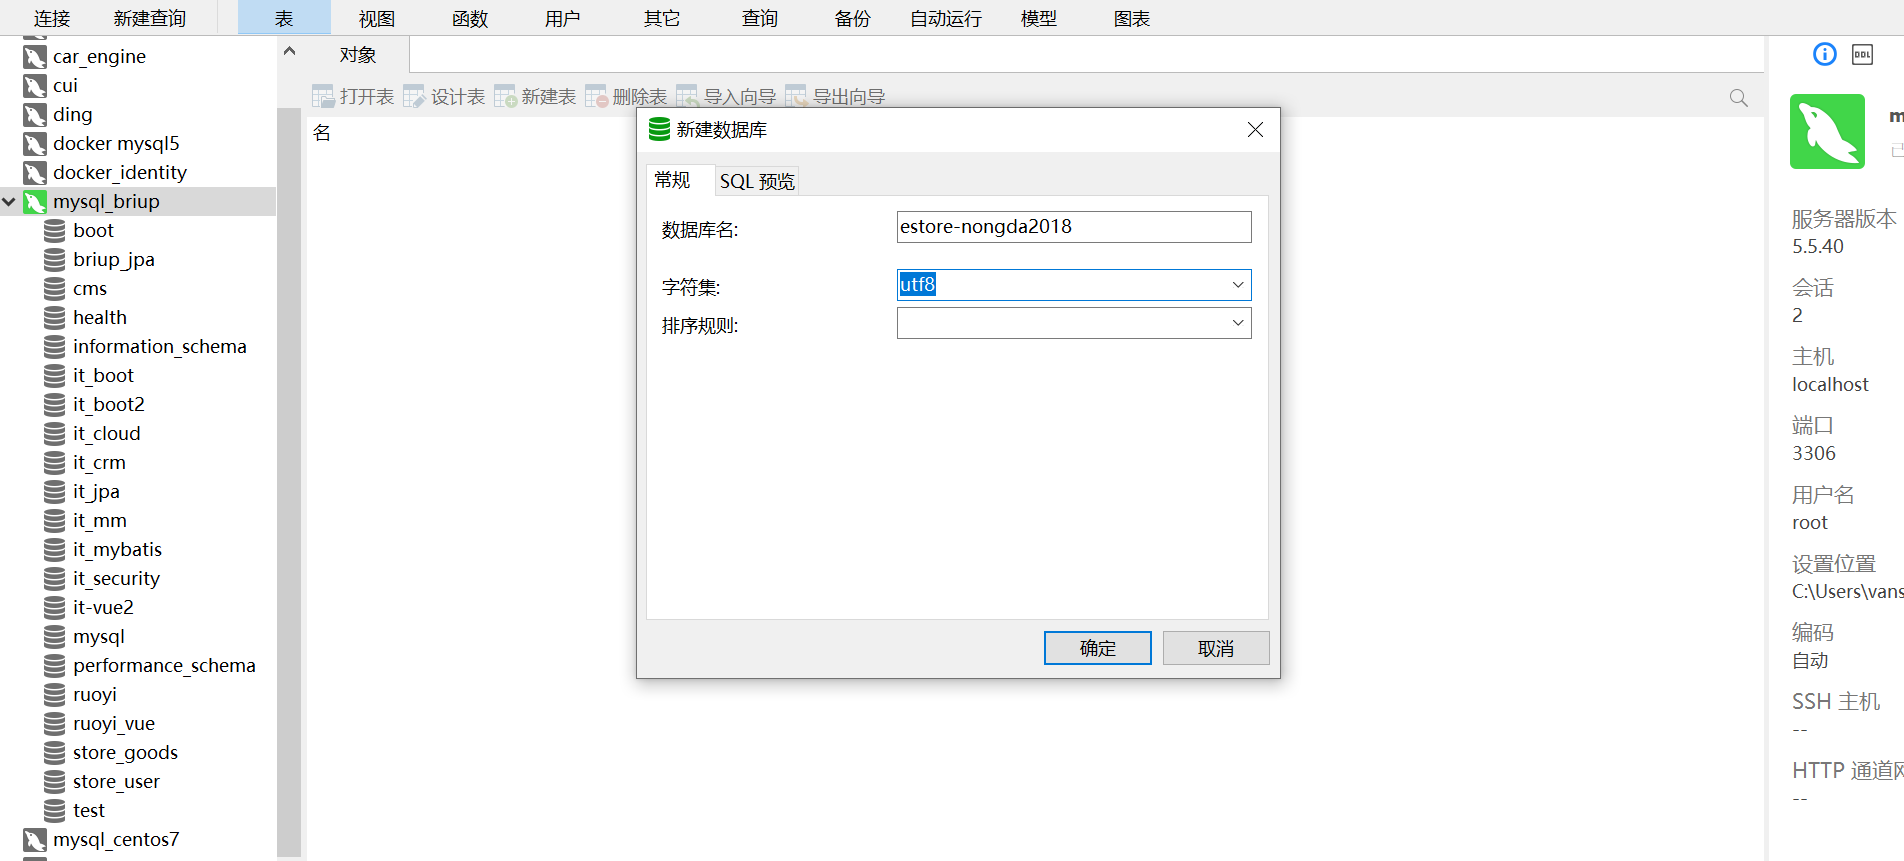 连接 新建查询 表 视图 函数 用户 其它 查询 备份 自动运行 模型 图表
car_engine
cui
ding
docker mysql5
docker_identity
mysql_briup
boot
briup_jpa
cms
health
information_schema
it_boot
it_boot2
it_cloud
it_crm
it_jpa
it_mm
it_mybatis
it_security
it-vue2
mysql
performance_schema
ruoyi
ruoyi_vue
store_goods
store_user
test
mysql_centos7
对象
打开表 设计表 新建表 删除表 导入向导 导出向导
名
新建数据库
常规 SQL 预览
数据库名: estore-nongda2018
字符集: utf8
排序规则:
确定 取消
DDL
服务器版本
5.5.40
会话
2
主机
localhost
端口
3306
用户名
root
设置位置
C:\Users\vans
编码
自动
SSH 主机
--
HTTP 通道网
--